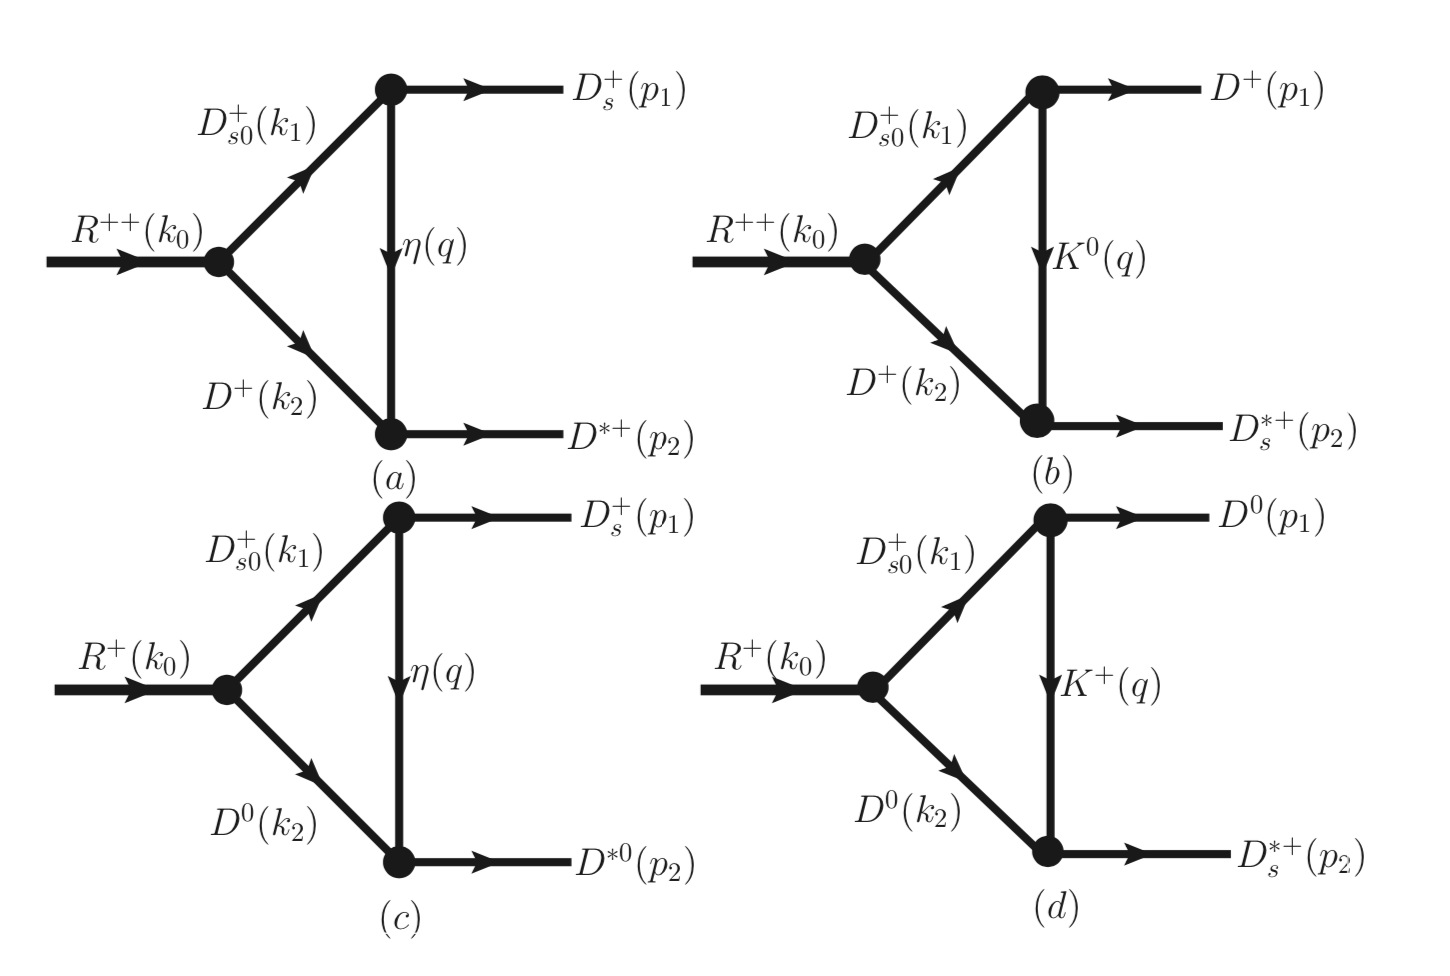 D_{s0}^{+}(k_1) D_s^{+}(p_1)
R^{++}(k_0) η(q)
D^{+}(k_2) D^{*+}(p_2)
(a)
D_{s0}^{+}(k_1) D^{+}(p_1)
R^{++}(k_0) K^{0}(q)
D^{+}(k_2) D_s^{*+}(p_2)
(b)
D_{s0}^{+}(k_1) D_s^{+}(p_1)
R^{+}(k_0) η(q)
D^{0}(k_2) D^{*0}(p_2)
(c)
D_{s0}^{+}(k_1) D^{0}(p_1)
R^{+}(k_0) K^{+}(q)
D^{0}(k_2) D_s^{*+}(p_2)
(d)